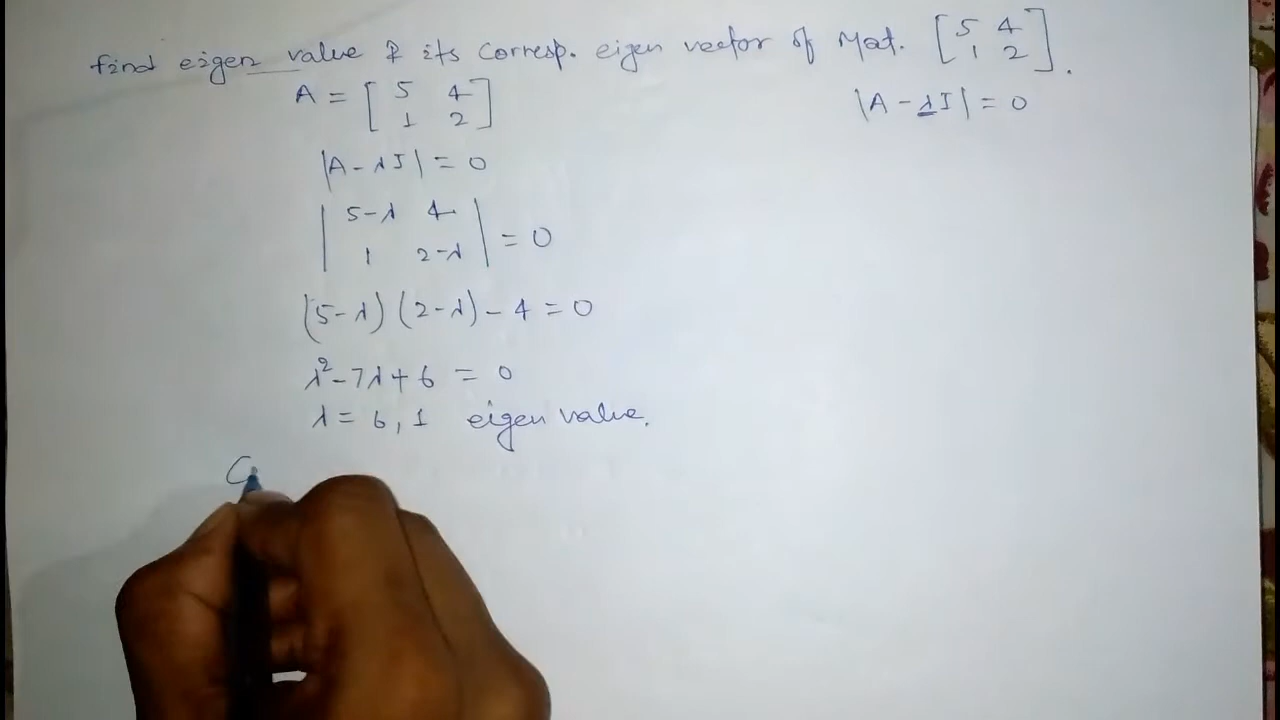 find eigen value & its corresp. eigen vector of Mat. [5 4
1 2].
A = [5 4
1 2]
|A - λI| = 0
|A - λI| = 0
|5-λ 4
1 2-λ| = 0
(5-λ) (2-λ) - 4 = 0
λ² - 7λ + 6 = 0
λ = 6, 1 eigen value.